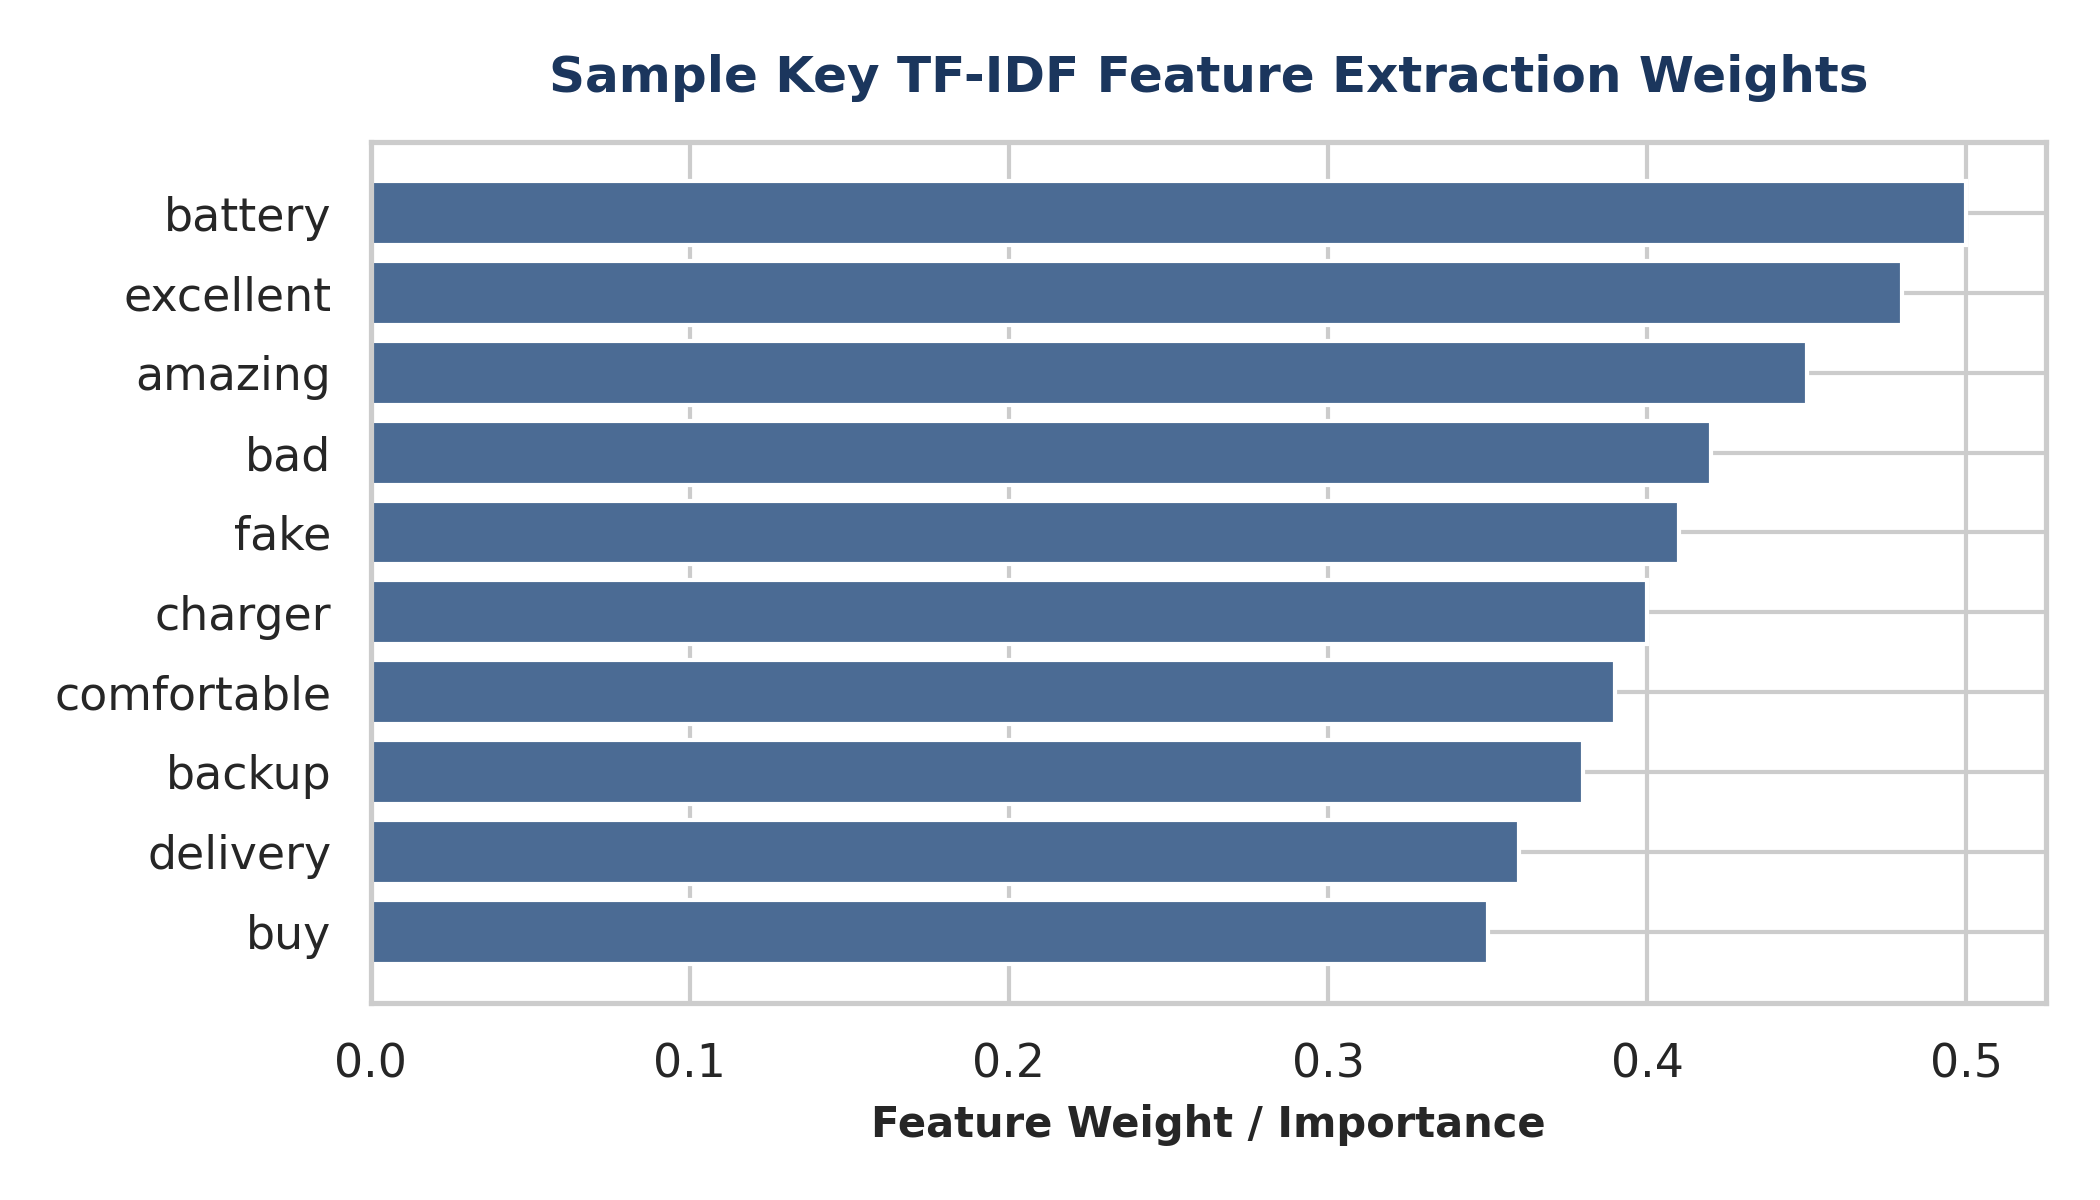 Sample Key TF-IDF Feature Extraction Weights
battery
excellent
amazing
bad
fake
charger
comfortable
backup
delivery
buy
0.0 0.1 0.2 0.3 0.4 0.5
Feature Weight / Importance